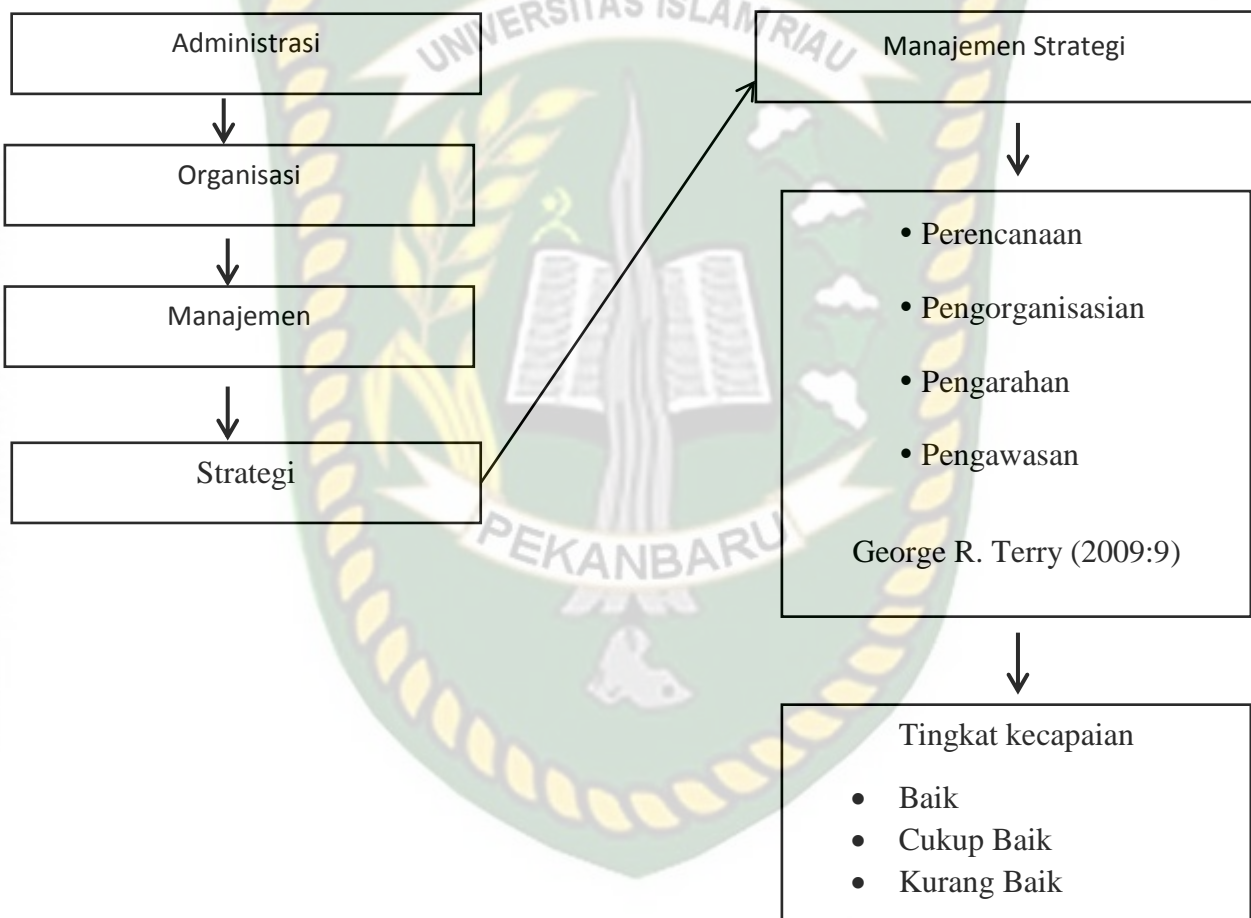 UNIVERSITAS ISLAM RIAU
Administrasi
Organisasi
Manajemen
Strategi
Manajemen Strategi
• Perencanaan
• Pengorganisasian
• Pengarahan
• Pengawasan
George R. Terry (2009:9)
Tingkat kecapaian
• Baik
• Cukup Baik
• Kurang Baik
PEKANBARU